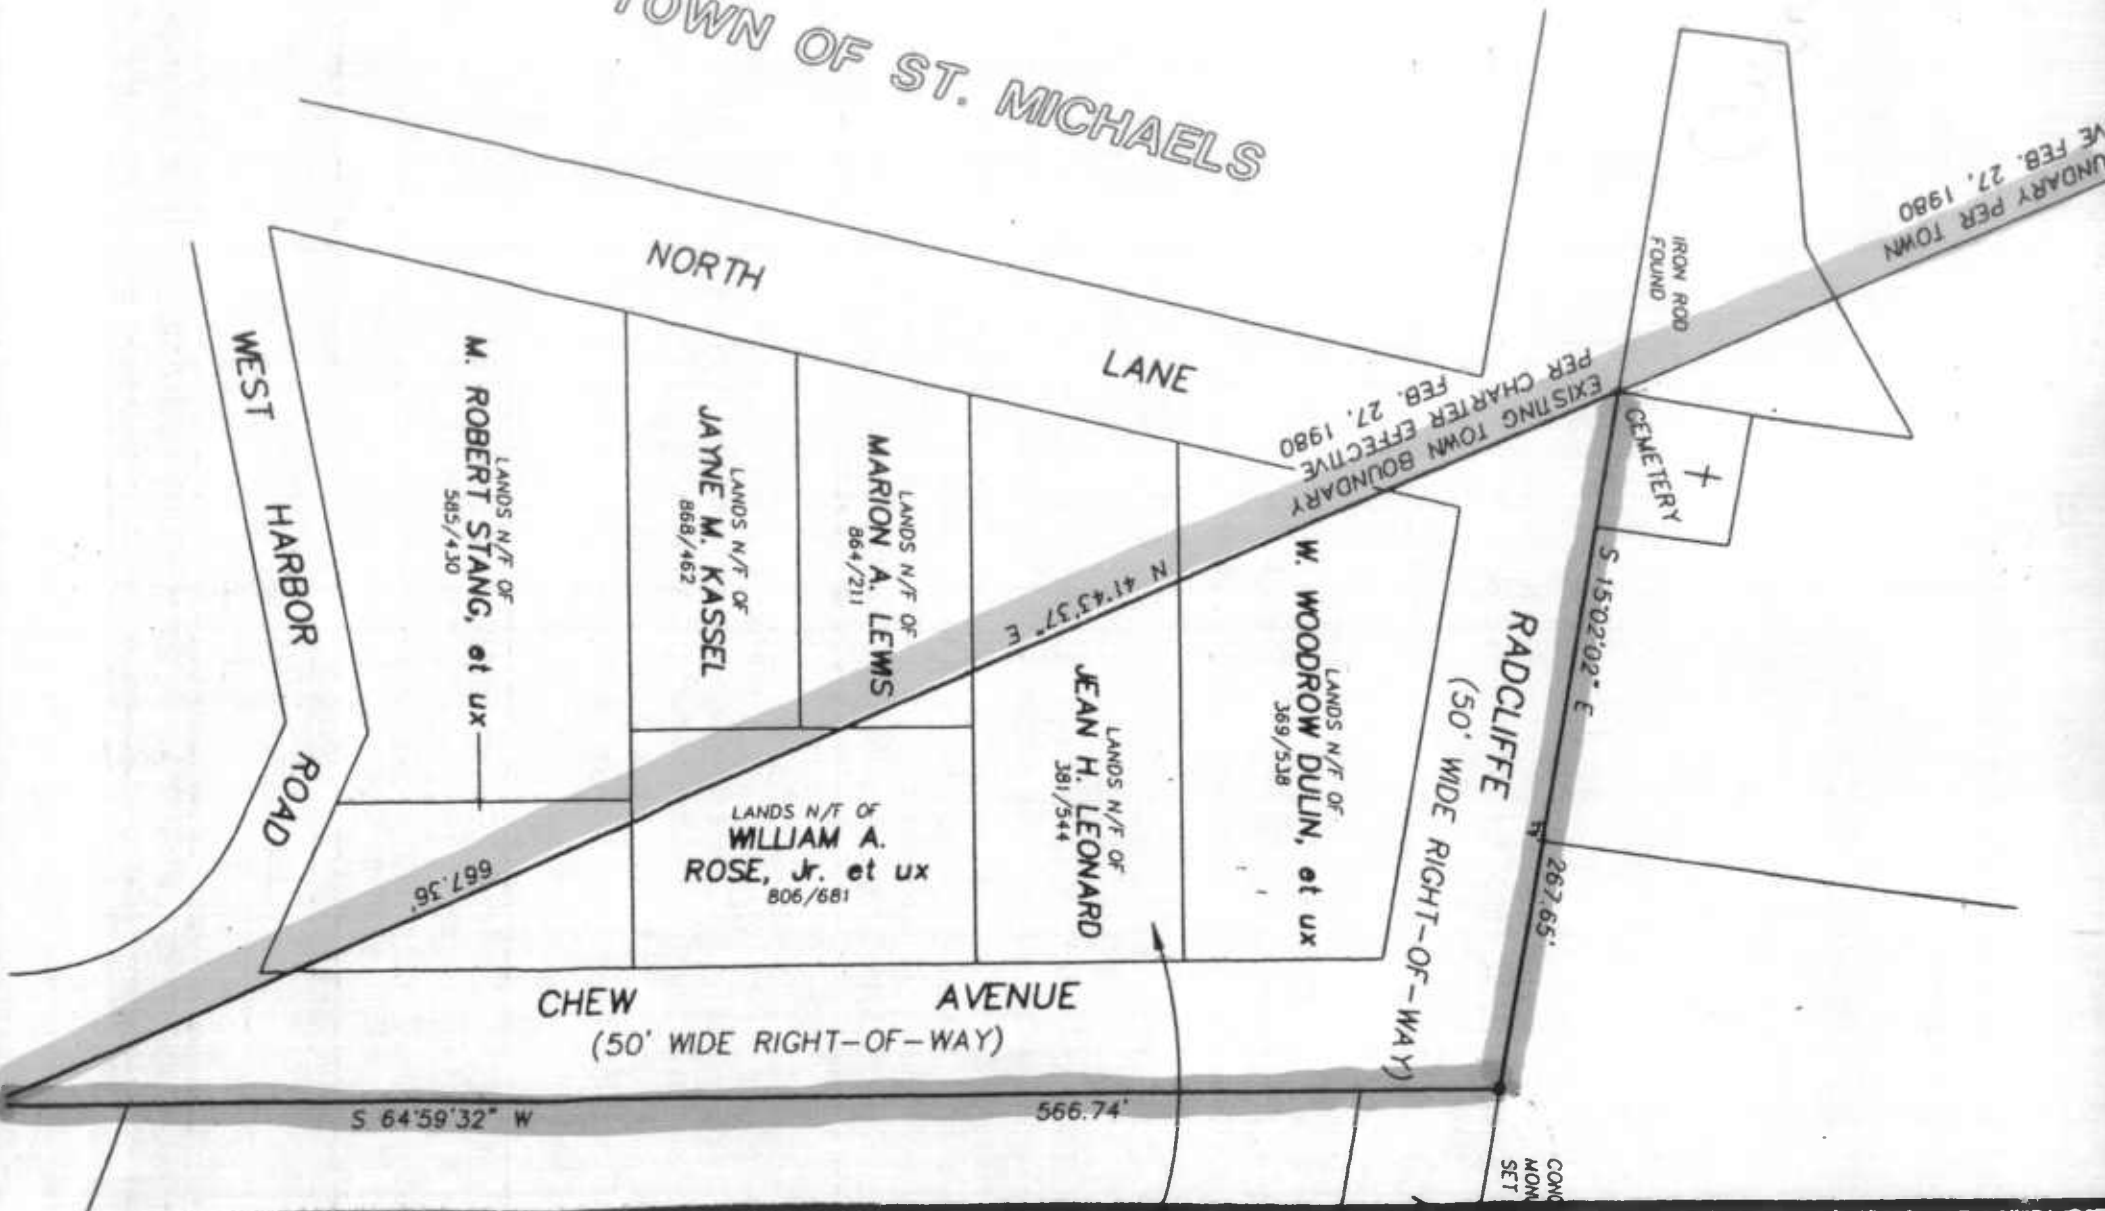 TOWN OF ST. MICHAELS
NORTH LANE
WEST HARBOR ROAD
LANDS N/F OF
M. ROBERT STANG, et ux
585/430
LANDS N/F OF
JAYNE M. KASSEL
868/462
LANDS N/F OF
MARION A. LEWIS
864/211
LANDS N/F OF
WILLIAM A.
ROSE, Jr. et ux
806/681
LANDS N/F OF
JEAN H. LEONARD
381/544
LANDS N/F OF
W. WOODROW DULIN, et ux
369/538
EXISTING TOWN BOUNDARY
PER CHARTER EFFECTIVE
FEB. 27, 1980
N 41°43'37" E
667.36'
IRON ROD
FOUND
TOWN
FEB. 27, 1980
CEMETERY
S 15°02'02" E
267.65'
RADCLIFFE
(50' WIDE RIGHT-OF-WAY)
CHEW AVENUE
(50' WIDE RIGHT-OF-WAY)
S 64°59'32" W
566.74'
SET